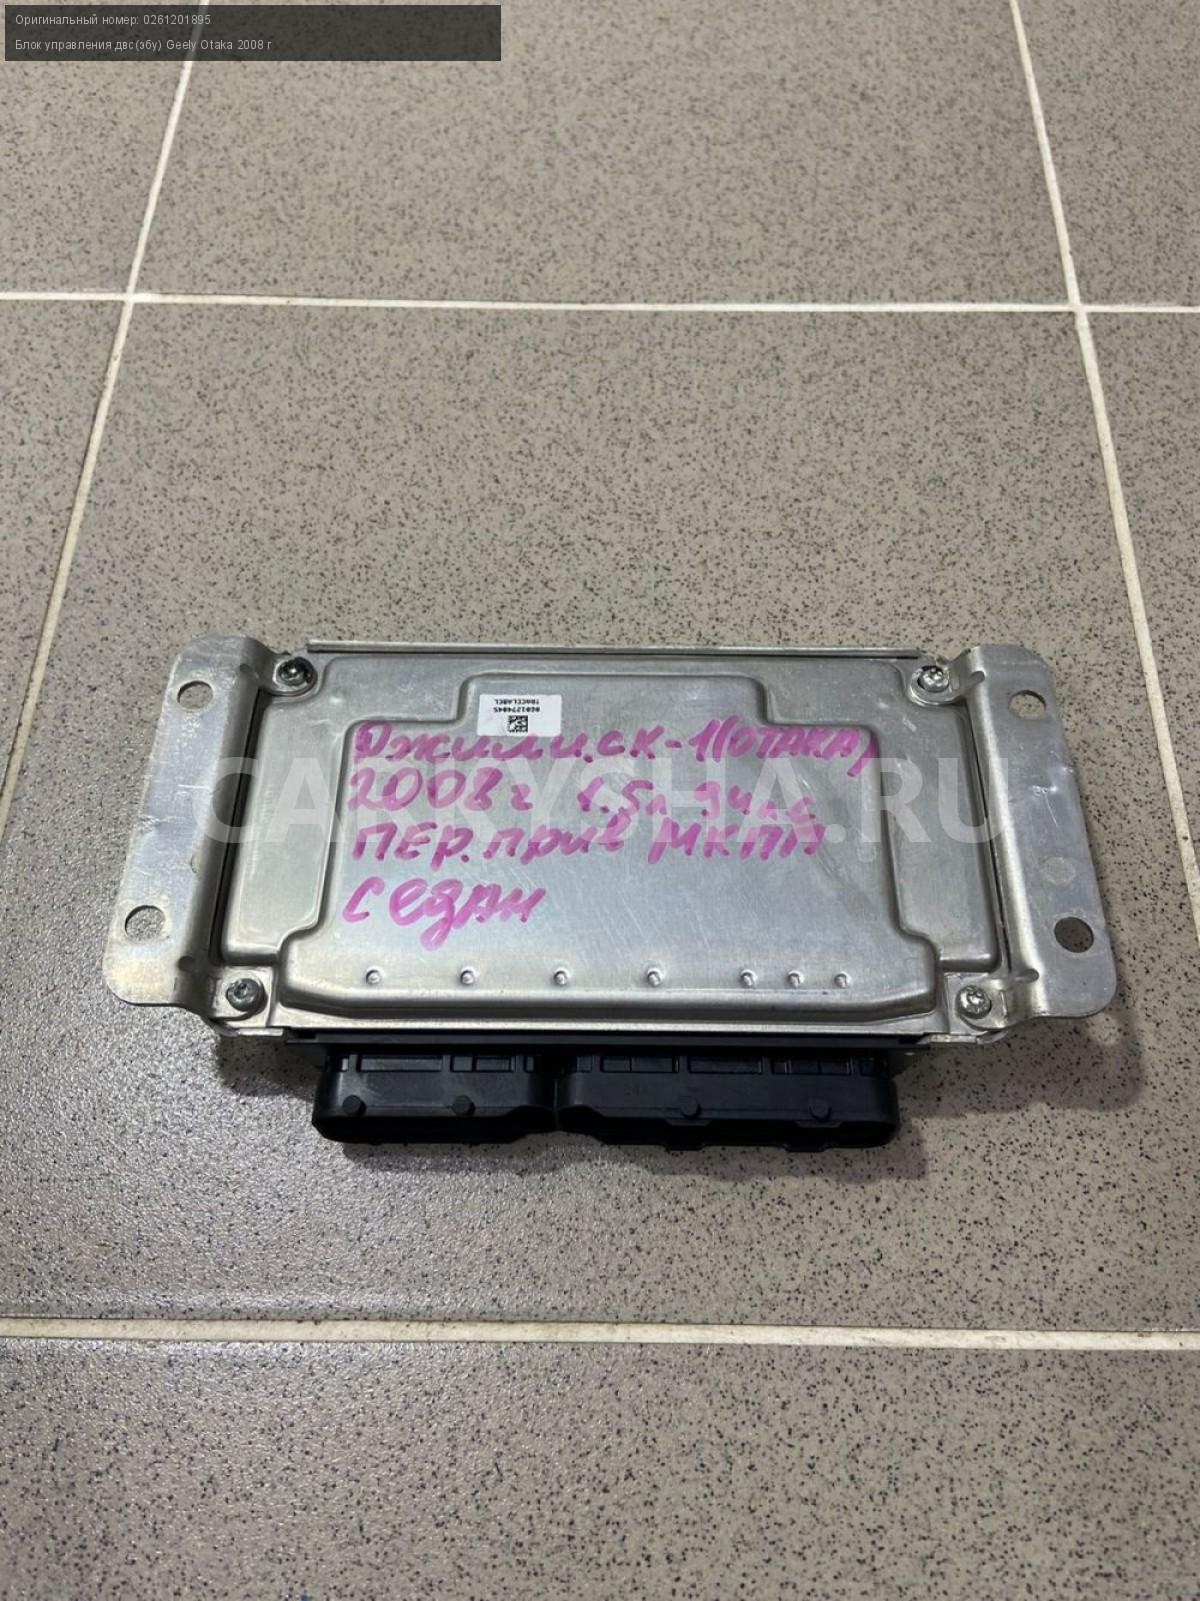 Оригинальный номер: 0261201895
Блок управления двс (эбу) Geely Otaka 2008 г
TRACELABEL
Джили.ск-1(ОТАКА)
2008г 1.5л 94лс
CARRYSHA.RU
ПЕР.прив МКПП
седан